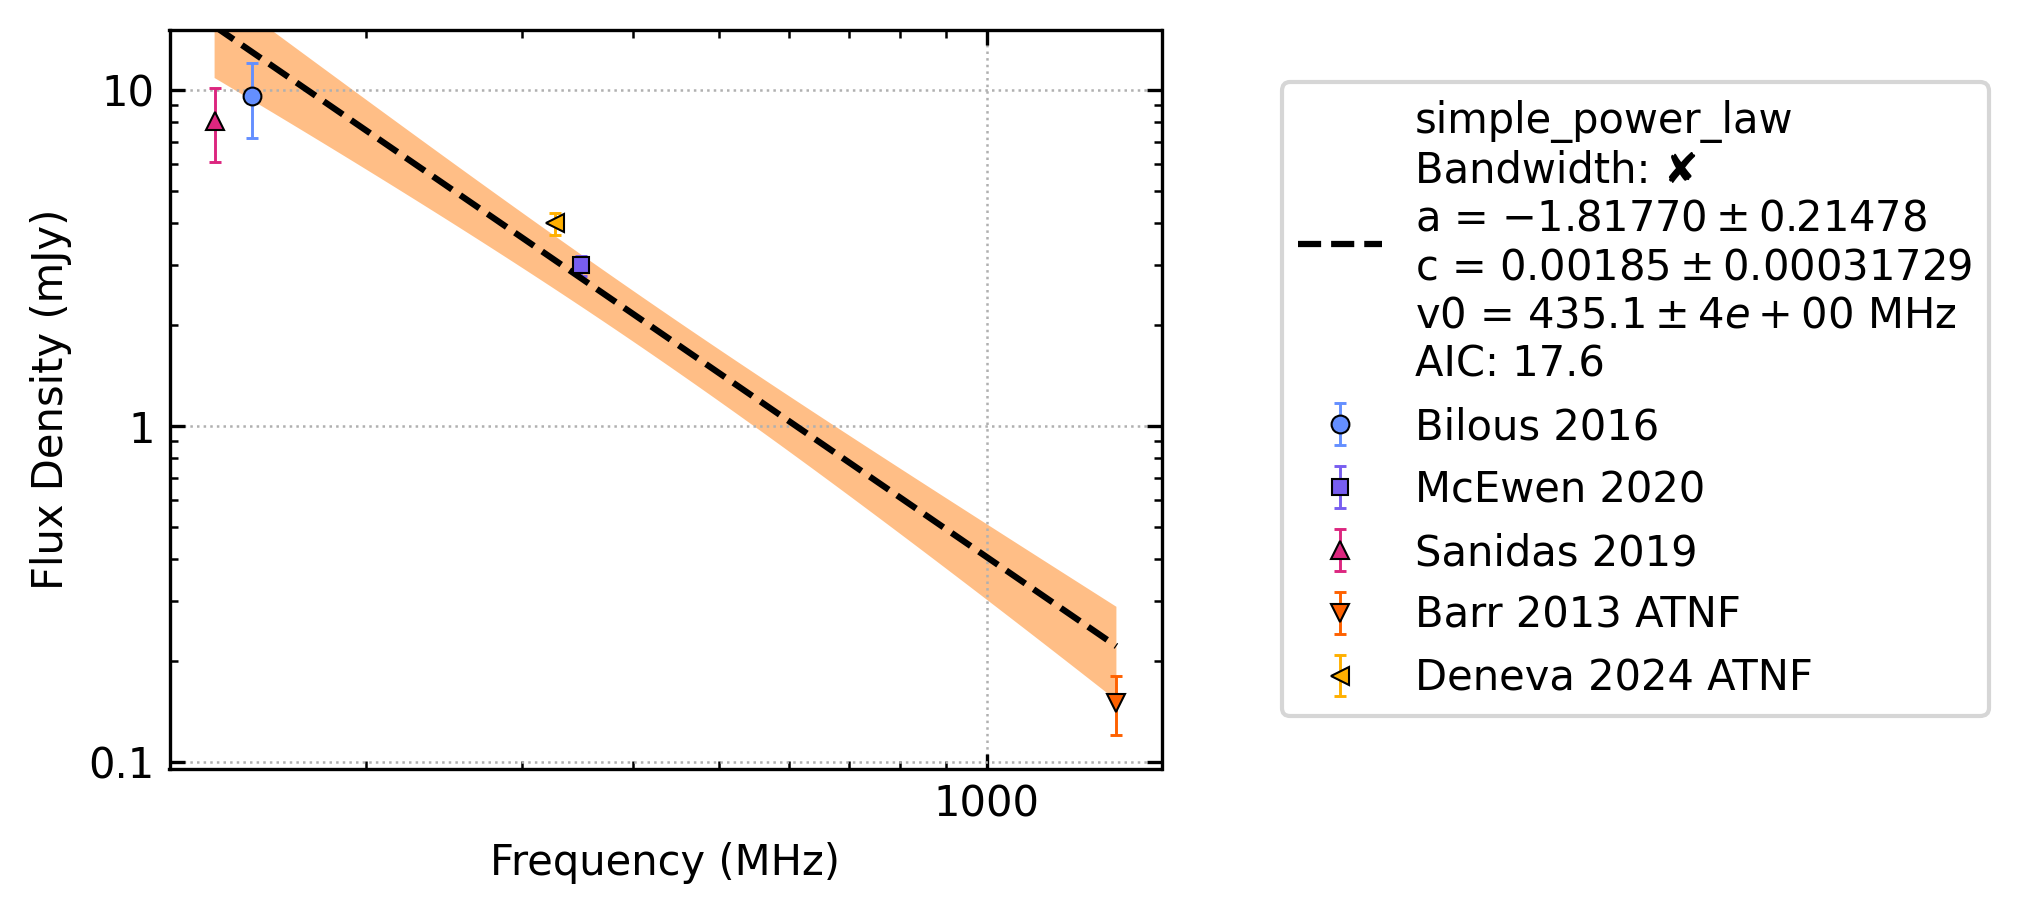 10
1
0.1
Flux Density (mJy)
1000
Frequency (MHz)
simple_power_law
Bandwidth: ✘
a = −1.81770 ± 0.21478
c = 0.00185 ± 0.00031729
v0 = 435.1 ± 4e + 00 MHz
AIC: 17.6
Bilous 2016
McEwen 2020
Sanidas 2019
Barr 2013 ATNF
Deneva 2024 ATNF